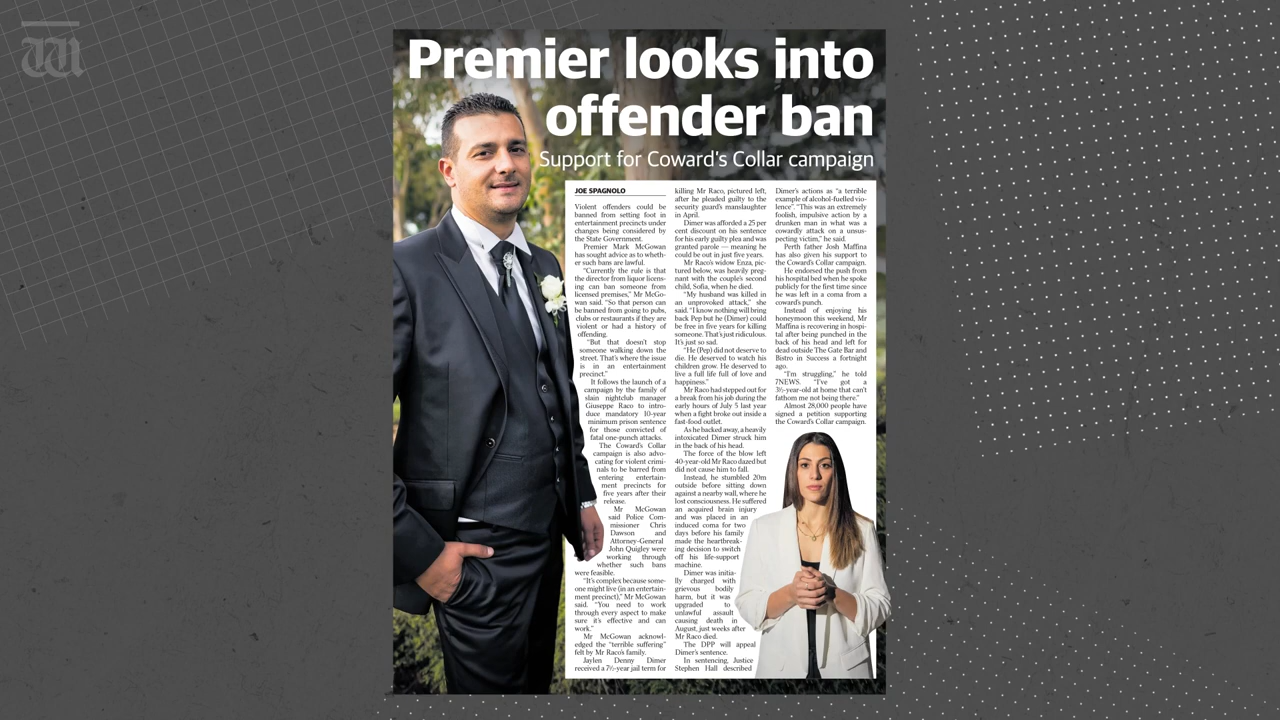 W
Premier looks into
offender ban
Support for Coward's Collar campaign
JOE SPAGNOLO
Violent offenders could be
banned from setting foot in
entertainment precincts under
changes being considered by
the State Government.
Premier Mark McGowan
has sought advice as to wheth-
er such bans are lawful.
"Currently the rule is that
the director from liquor licens-
ing can ban someone from
licensed premises," Mr McGo-
wan said. "So that person can
be banned from going to pubs,
clubs or restaurants if they are
violent or had a history of
offending.
"But that doesn't stop
someone walking down the
street. That's where the issue
is in an entertainment
precinct."
It follows the launch of a
campaign by the family of
slain nightclub manager
Giuseppe Raco to intro-
duce mandatory 10-year
minimum prison sentence
for those convicted of
fatal one-punch attacks.
The Coward's Collar
campaign is also advo-
cating for violent crimi-
nals to be barred from
entering entertain-
ment precincts for
five years after their
release.
Mr McGowan
said Police Com-
missioner Chris
Dawson and
Attorney-General
John Quigley were
working through
whether such bans
were feasible.
"It's complex because some-
one might live (in an entertain-
ment precinct)," Mr McGowan
said. "You need to work
through every aspect to make
sure it's effective and can
work."
Mr McGowan acknowl-
edged the "terrible suffering"
felt by Mr Raco's family.
Jaylen Denny Dimer
received a 7½-year jail term for
killing Mr Raco, pictured left,
after he pleaded guilty to the
security guard's manslaughter
in April.
Dimer was afforded a 25 per
cent discount on his sentence
for his early guilty plea and was
granted parole — meaning he
could be out in just five years.
Mr Raco's widow Enza, pic-
tured below, was heavily preg-
nant with the couple's second
child, Sofia, when he died.
"My husband was killed in
an unprovoked attack," she
said. "I know nothing will bring
back Pep but he (Dimer) could
be free in five years for killing
someone. That's just ridiculous.
It's just so sad.
"He (Pep) did not deserve to
die. He deserved to watch his
children grow. He deserved to
live a full life full of love and
happiness."
Mr Raco had stepped out for
a break from his job during the
early hours of July 5 last year
when a fight broke out inside a
fast-food outlet.
As he backed away, a heavily
intoxicated Dimer struck him
in the back of his head.
The force of the blow left
40-year-old Mr Raco dazed but
did not cause him to fall.
Instead, he stumbled 20m
outside before sitting down
against a nearby wall, where he
lost consciousness. He suffered
an acquired brain injury
and was placed in an
induced coma for two
days before his family
made the heartbreak-
ing decision to switch
off his life-support
machine.
Dimer was initia-
lly charged with
grievous bodily
harm, but it was
upgraded to
unlawful assault
causing death in
August, just weeks after
Mr Raco died.
The DPP will appeal
Dimer's sentence.
In sentencing, Justice
Stephen Hall described
Dimer's actions as "a terrible
example of alcohol-fuelled vio-
lence". "This was an extremely
foolish, impulsive action by a
drunken man in what was a
cowardly attack on a unsus-
pecting victim," he said.
Perth father Josh Maffina
has also given his support to
the Coward's Collar campaign.
He endorsed the push from
his hospital bed when he spoke
publicly for the first time since
he was left in a coma from a
coward's punch.
Instead of enjoying his
honeymoon this weekend, Mr
Maffina is recovering in hospi-
tal after being punched in the
back of his head and left for
dead outside The Gate Bar and
Bistro in Success a fortnight
ago.
"I'm struggling," he told
7NEWS. "I've got a
3½-year-old at home that can't
fathom me not being there."
Almost 28,000 people have
signed a petition supporting
the Coward's Collar campaign.